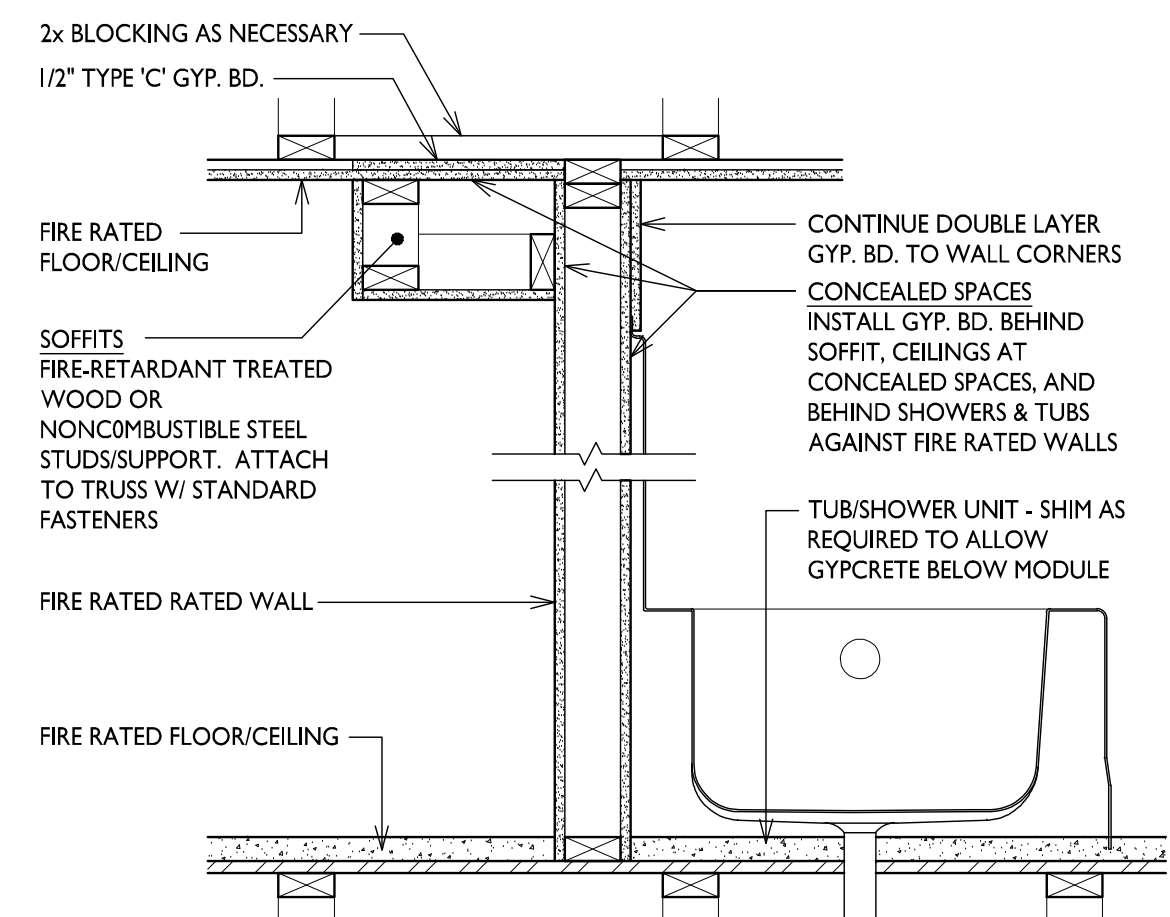 2x BLOCKING AS NECESSARY
1/2" TYPE 'C' GYP. BD.
FIRE RATED
FLOOR/CEILING
SOFFITS
FIRE-RETARDANT TREATED
WOOD OR
NONC0MBUSTIBLE STEEL
STUDS/SUPPORT. ATTACH
TO TRUSS W/ STANDARD
FASTENERS
FIRE RATED RATED WALL
FIRE RATED FLOOR/CEILING
CONTINUE DOUBLE LAYER
GYP. BD. TO WALL CORNERS
CONCEALED SPACES
INSTALL GYP. BD. BEHIND
SOFFIT, CEILINGS AT
CONCEALED SPACES, AND
BEHIND SHOWERS & TUBS
AGAINST FIRE RATED WALLS
TUB/SHOWER UNIT - SHIM AS
REQUIRED TO ALLOW
GYPCRETE BELOW MODULE